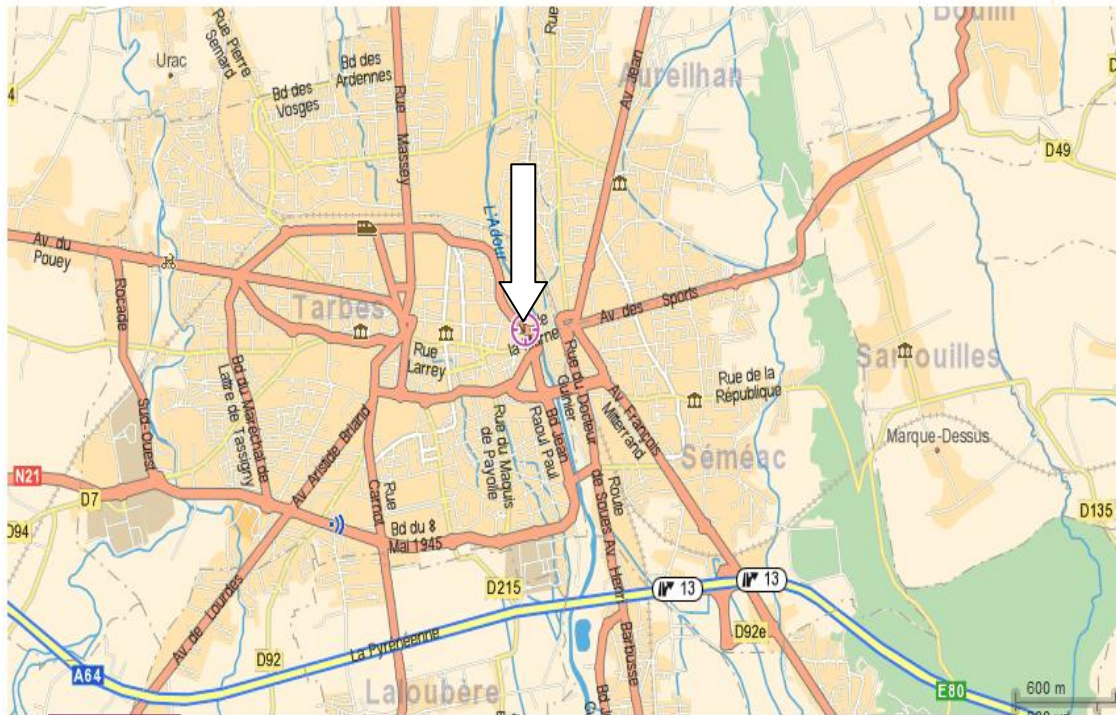 Bouin
Rue Pierre
Semard
Urac
Bd des
Ardennes
Bd des
Vosges
Rue Massey
Rue
Av Jean
Aureilhan
4
D
D49
L'Adour
Av. du
Pouey
Rocade
Sud-Ouest
Tarbes
Rue
Larrey
Av. des Sports
Sarrouilles
Rue de la
République
Marque-Dessus
Bd du Maréchal de
Lattre de Tassigny
Av Aristide Briand
Rue du Maquis
de Payolle
Raoul Paul
Bd Jean
Rue du Docteur
Guinier
Av François
Mitterrand
Séméac
N21
D7
D94
D135
Rue
Carnot
Bd du 8
Mai 1945
Route
de Soues Av Henri
Barbusse
D215
13
13
Av de Lourdes
D92
La Pyrénéenne
D92e
A64
Laloubère
E80
600 m